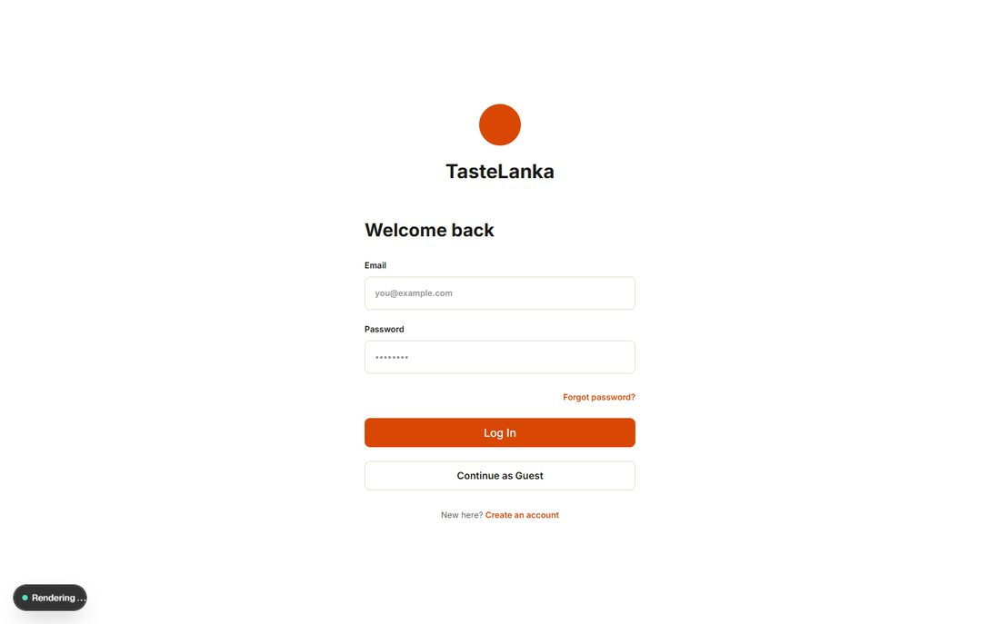 TasteLanka
Welcome back
Email
you@example.com
Password
••••••••
Forgot password?
Log In
Continue as Guest
New here? Create an account
Rendering ...